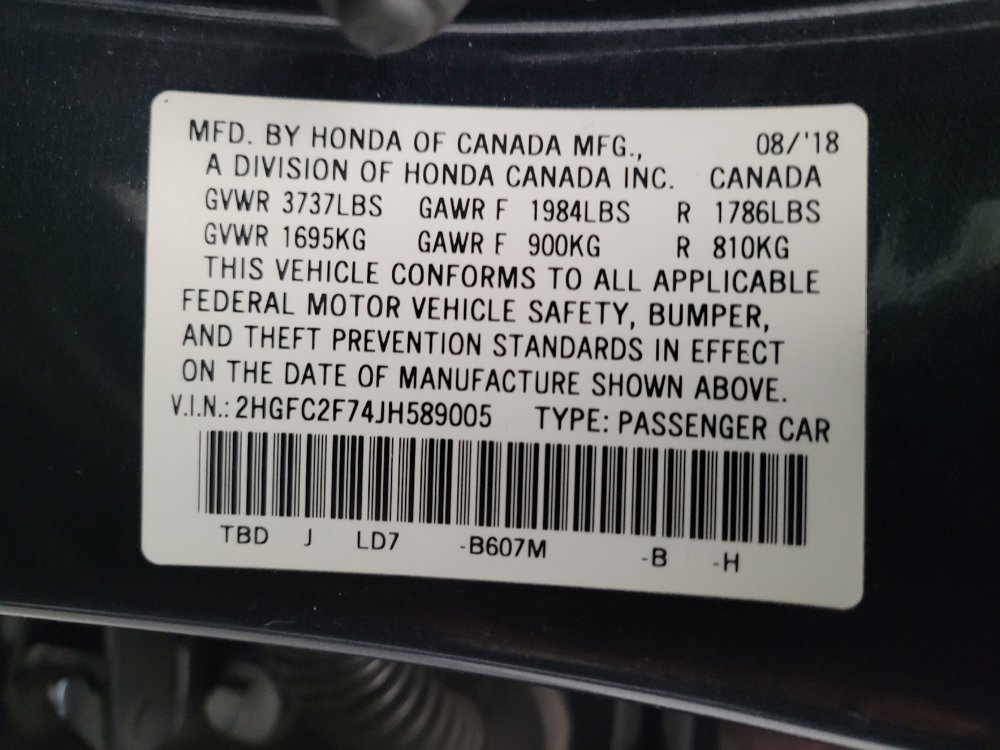 MFD. BY HONDA OF CANADA MFG., 08/'18
A DIVISION OF HONDA CANADA INC. CANADA
GVWR 3737LBS GAWR F 1984LBS R 1786LBS
GVWR 1695KG GAWR F 900KG R 810KG
THIS VEHICLE CONFORMS TO ALL APPLICABLE
FEDERAL MOTOR VEHICLE SAFETY, BUMPER,
AND THEFT PREVENTION STANDARDS IN EFFECT
ON THE DATE OF MANUFACTURE SHOWN ABOVE.
V.I.N.: 2HGFC2F74JH589005 TYPE: PASSENGER CAR
TBD J LD7 -B607M -B -H